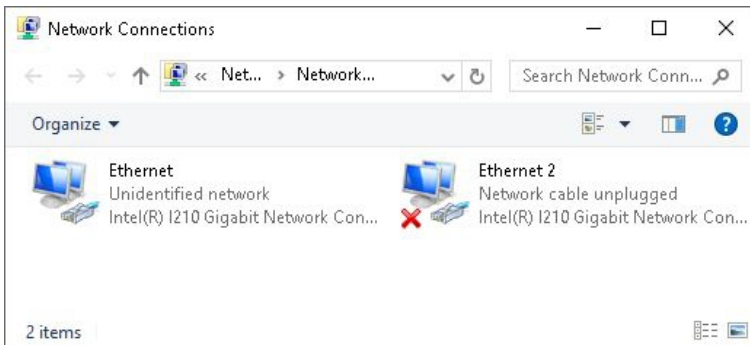 Network Connections
« Net... › Network...
Search Network Conn...
Organize
?
Ethernet
Unidentified network
Intel(R) I210 Gigabit Network Con...
Ethernet 2
Network cable unplugged
Intel(R) I210 Gigabit Network Con...
2 items